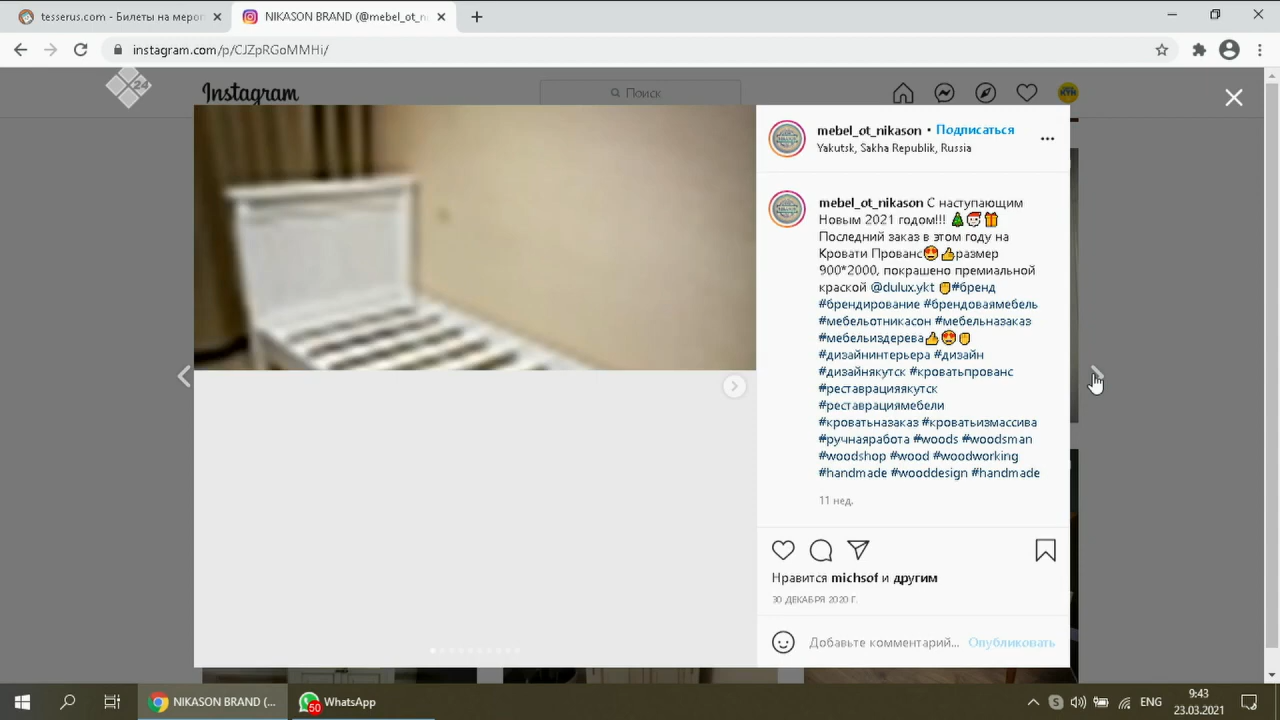 tesserus.com - Билеты на мероп
NIKASON BRAND (@mebel_ot_n
instagram.com/p/CJZpRGoMMHi/
X24
Instagram
Поиск
mebel_ot_nikason • Подписаться
Yakutsk, Sakha Republik, Russia
mebel_ot_nikason С наступающим
Новым 2021 годом!!! 🎄🎅🎁
Последний заказ в этом году на
Кровати Прованс😍👍размер
900*2000, покрашено премиальной
краской @dulux.ykt ✊#бренд
#брендирование #брендоваямебель
#мебельотникасон #мебельназаказ
#мебельиздерева👍😍✊
#дизайнинтерьера #дизайн
#дизайнякутск #кроватьпрованс
#реставрацияякутск
#реставрациямебели
#кроватьназаказ #кроватьизмассива
#ручнаяработа #woods #woodsman
#woodshop #wood #woodworking
#handmade #wooddesign #handmade
11 нед.
Нравится michsof и другим
30 ДЕКАБРЯ 2020 Г.
Добавьте комментарий... Опубликовать
NIKASON BRAND (...
50 WhatsApp
ENG
9:43
23.03.2021